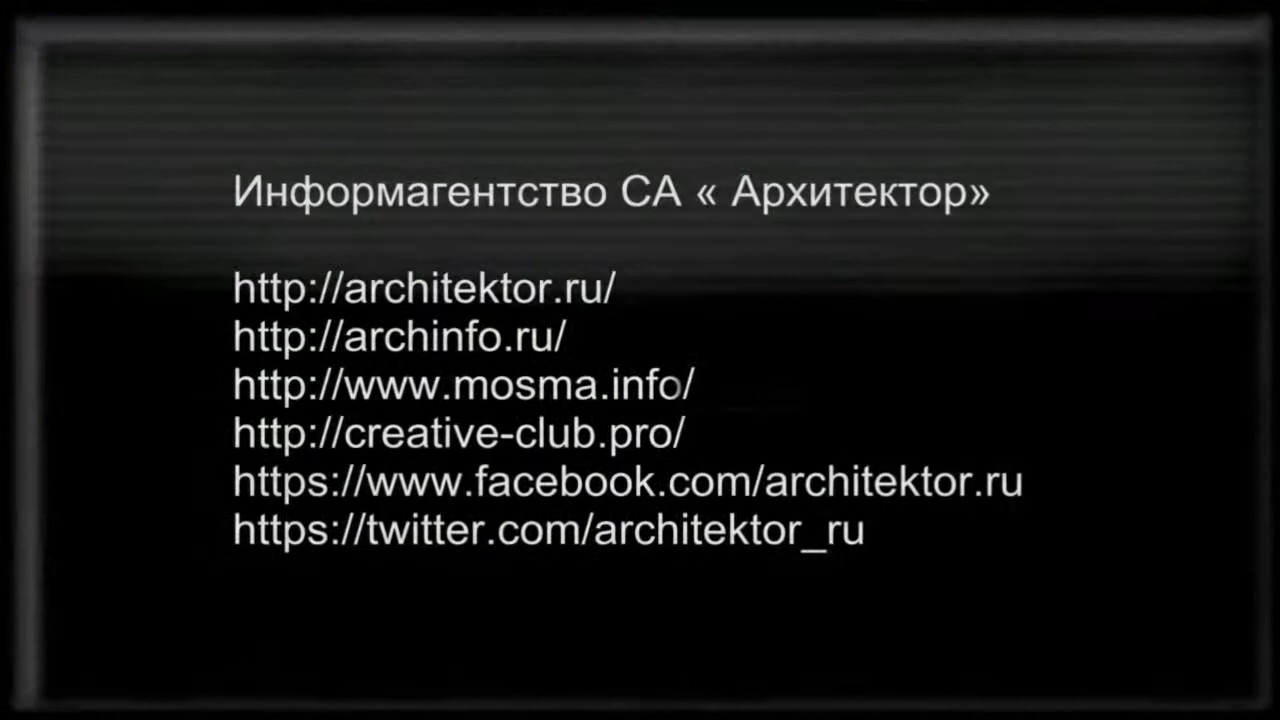 Информагентство СА « Архитектор»
http://architektor.ru/
http://archinfo.ru/
http://www.mosma.info/
http://creative-club.pro/
https://www.facebook.com/architektor.ru
https://twitter.com/architektor_ru